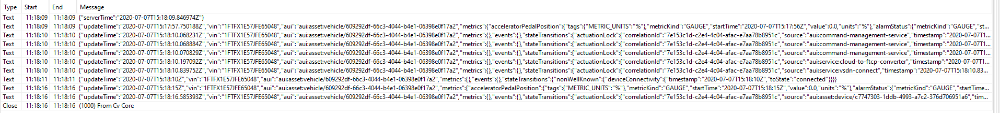 Type Start End Message
Text 11:18:09 11:18:09 {"serverTime":"2020-07-07T15:18:09.846974Z"}
Text 11:18:09 11:18:09 {"updateTime":"2020-07-07T15:17:57.750188Z","vin":"1FTFX1E57JFE65048","aui":"aui:asset:vehicle/609292df-66c3-4044-b4e1-06398e0f17a2","metrics":{"acceleratorPedalPosition":{"tags":{"METRIC_UNITS":"%"},"metricKind":"GAUGE","startTime":"2020-07-07T15:17:56Z","value":0.0,"units":"%"},"alarmStatus":{"metricKind":"GAUGE","st...
Text 11:18:10 11:18:10 {"updateTime":"2020-07-07T15:18:10.068231Z","vin":"1FTFX1E57JFE65048","aui":"aui:asset:vehicle/609292df-66c3-4044-b4e1-06398e0f17a2","metrics":{},"events":{},"stateTransitions":{"actuationLock":{"correlationId":"7e153c1d-c2e4-4c04-afac-e7aa78b8951c","source":"aui:command-management-service","timestamp":"2020-07-07T1...
Text 11:18:10 11:18:10 {"updateTime":"2020-07-07T15:18:10.068884Z","vin":"1FTFX1E57JFE65048","aui":"aui:asset:vehicle/609292df-66c3-4044-b4e1-06398e0f17a2","metrics":{},"events":{},"stateTransitions":{"actuationLock":{"correlationId":"7e153c1d-c2e4-4c04-afac-e7aa78b8951c","source":"aui:command-management-service","timestamp":"2020-07-07T1...
Text 11:18:10 11:18:10 {"updateTime":"2020-07-07T15:18:10.070829Z","vin":"1FTFX1E57JFE65048","aui":"aui:asset:vehicle/609292df-66c3-4044-b4e1-06398e0f17a2","metrics":{},"events":{},"stateTransitions":{"actuationLock":{"correlationId":"7e153c1d-c2e4-4c04-afac-e7aa78b8951c","source":"aui:command-management-service","timestamp":"2020-07-07T1...
Text 11:18:10 11:18:10 {"updateTime":"2020-07-07T15:18:10.197092Z","vin":"1FTFX1E57JFE65048","aui":"aui:asset:vehicle/609292df-66c3-4044-b4e1-06398e0f17a2","metrics":{},"events":{},"stateTransitions":{"actuationLock":{"correlationId":"7e153c1d-c2e4-4c04-afac-e7aa78b8951c","source":"aui:service:cloud-to-ftcp-converter","timestamp":"2020-07-07T1...
Text 11:18:10 11:18:10 {"updateTime":"2020-07-07T15:18:10.839752Z","vin":"1FTFX1E57JFE65048","aui":"aui:asset:vehicle/609292df-66c3-4044-b4e1-06398e0f17a2","metrics":{},"events":{},"stateTransitions":{"actuationLock":{"correlationId":"7e153c1d-c2e4-4c04-afac-e7aa78b8951c","source":"aui:service:vsdn-connect","timestamp":"2020-07-07T15:18:10.83...
Text 11:18:11 11:18:11 {"updateTime":"2020-07-07T15:18:10Z","vin":"1FTFX1E57JFE65048","aui":"aui:asset:vehicle/609292df-66c3-4044-b4e1-06398e0f17a2","metrics":{},"events":{},"stateTransitions":{"nonWellKnown":{"deviceConnectivity":{"timestamp":"2020-07-07T15:18:10Z","toState":"connected"}}}}
Text 11:18:16 11:18:16 {"updateTime":"2020-07-07T15:18:15Z","vin":"1FTFX1E57JFE65048","aui":"aui:asset:vehicle/609292df-66c3-4044-b4e1-06398e0f17a2","metrics":{"acceleratorPedalPosition":{"tags":{"METRIC_UNITS":"%"},"metricKind":"GAUGE","startTime":"2020-07-07T15:18:15Z","value":0.0,"units":"%"},"alarmStatus":{"metricKind":"GAUGE","startTime...
Text 11:18:16 11:18:16 {"updateTime":"2020-07-07T15:18:16.585393Z","vin":"1FTFX1E57JFE65048","aui":"aui:asset:vehicle/609292df-66c3-4044-b4e1-06398e0f17a2","metrics":{},"events":{},"stateTransitions":{"actuationLock":{"correlationId":"7e153c1d-c2e4-4c04-afac-e7aa78b8951c","source":"aui:asset:device/c7747303-1ddb-4993-a7c2-376d706951a6","tim...
Close 11:18:16 11:18:16 (1000) From Cv Core